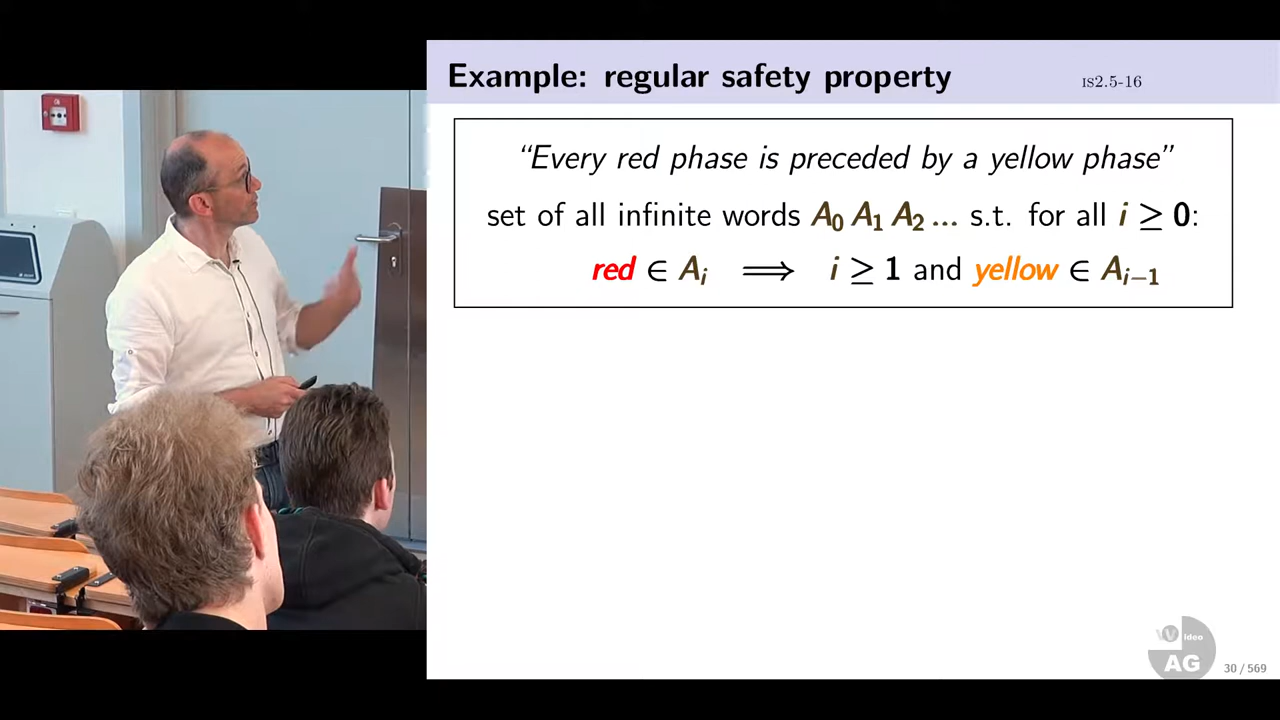 Example: regular safety property IS2.5-16
“Every red phase is preceded by a yellow phase”
set of all infinite words A₀ A₁ A₂ ... s.t. for all i ≥ 0:
red ∈ Aᵢ ⟹ i ≥ 1 and yellow ∈ Aᵢ₋₁
Video
AG
30 / 569